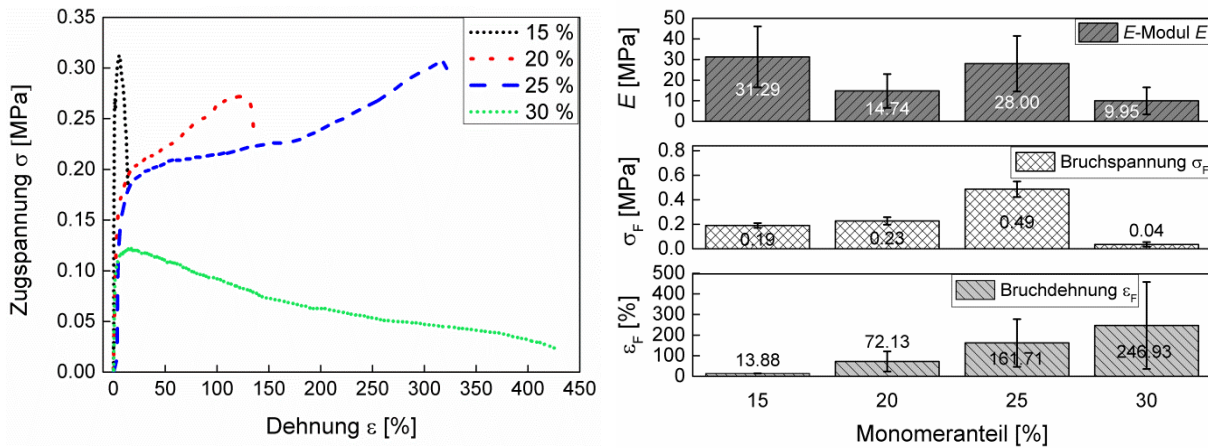 0.35
0.30
0.25
0.20
0.15
0.10
0.05
0.00
Zugspannung σ [MPa]
15 %
20 %
25 %
30 %
0 50 100 150 200 250 300 350 400 450
Dehnung ε [%]
50
40
30
20
10
0
E [MPa]
E-Modul E
31.29 14.74 28.00 9.95
0.8
0.6
0.4
0.2
0.0
σF [MPa]
Bruchspannung σF
0.19 0.23 0.49 0.04
500
400
300
200
100
0
εF [%]
Bruchdehnung εF
13.88 72.13 161.71 246.93
15 20 25 30
Monomeranteil [%]